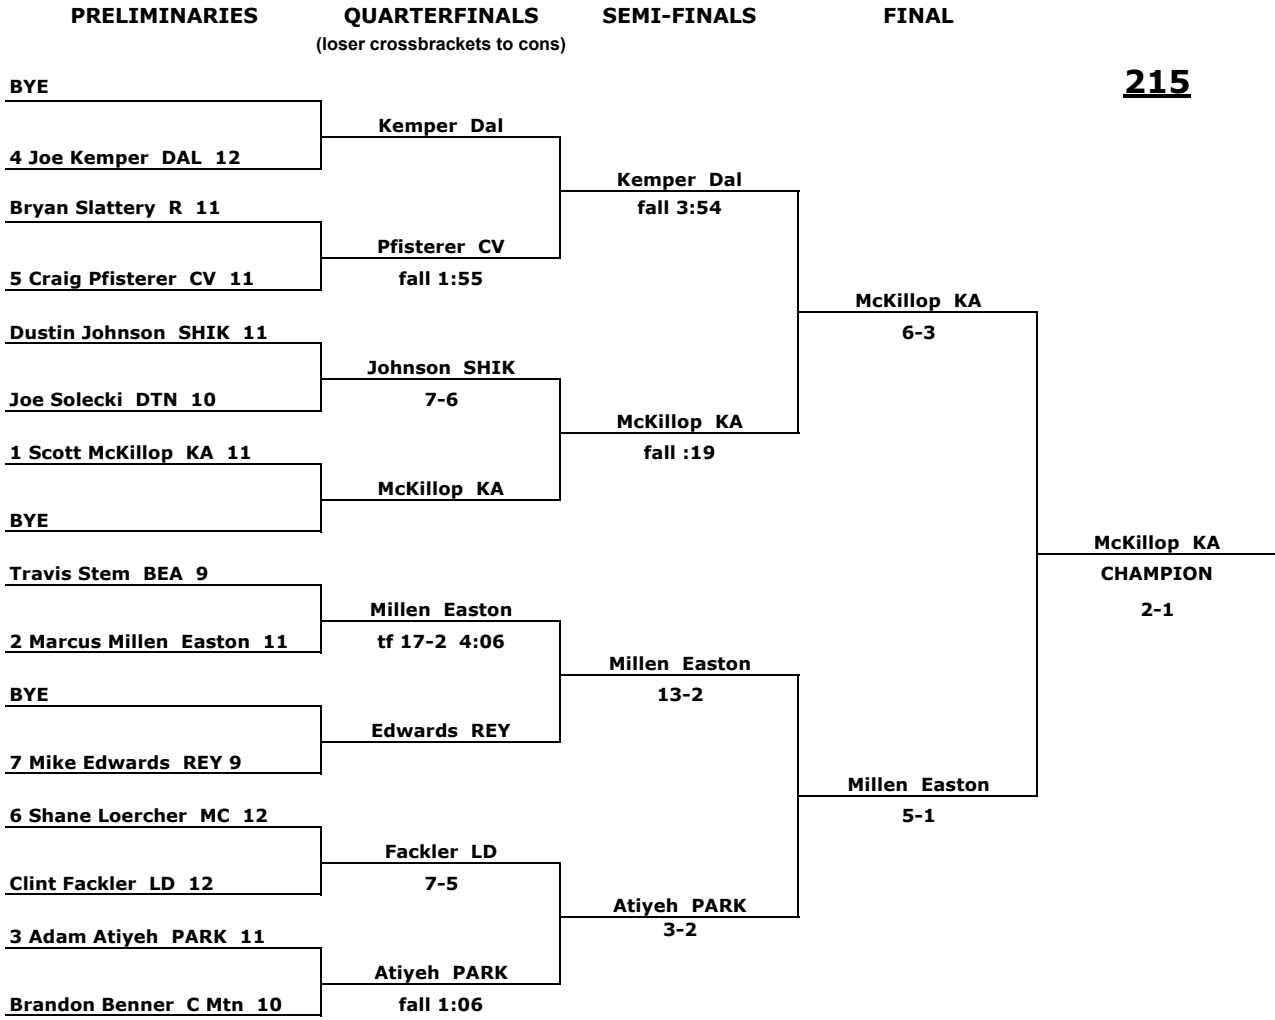 PRELIMINARIES QUARTERFINALS SEMI-FINALS FINAL
(loser crossbrackets to cons)
215
BYE
Kemper Dal
4 Joe Kemper DAL 12
Kemper Dal
Bryan Slattery R 11
fall 3:54
Pfisterer CV
5 Craig Pfisterer CV 11
fall 1:55
McKillop KA
Dustin Johnson SHIK 11
6-3
Johnson SHIK
Joe Solecki DTN 10
7-6
McKillop KA
1 Scott McKillop KA 11
fall :19
McKillop KA
BYE
McKillop KA
Travis Stem BEA 9
CHAMPION
Millen Easton
2-1
2 Marcus Millen Easton 11
tf 17-2 4:06
Millen Easton
BYE
13-2
Edwards REY
7 Mike Edwards REY 9
Millen Easton
6 Shane Loercher MC 12
5-1
Fackler LD
Clint Fackler LD 12
7-5
Atiyeh PARK
3-2
3 Adam Atiyeh PARK 11
Atiyeh PARK
Brandon Benner C Mtn 10
fall 1:06